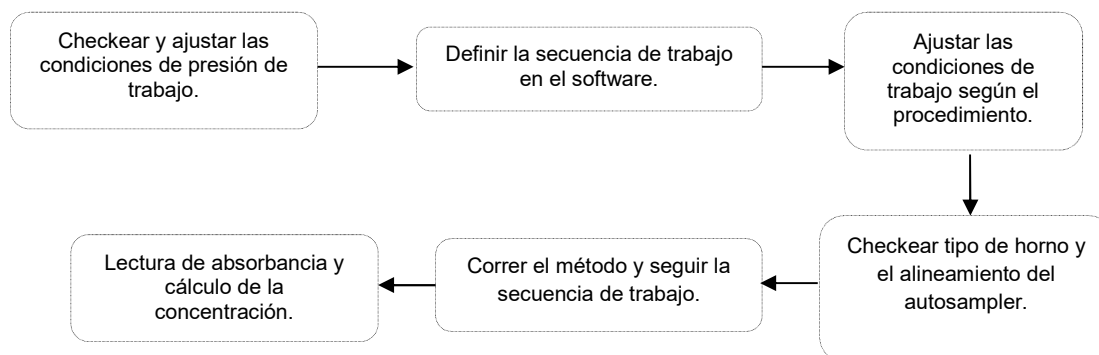 Checkear y ajustar las
condiciones de presión de
trabajo.
Definir la secuencia de trabajo
en el software.
Ajustar las
condiciones de
trabajo según el
procedimiento.
Checkear tipo de horno y
el alineamiento del
autosampler.
Correr el método y seguir la
secuencia de trabajo.
Lectura de absorbancia y
cálculo de la
concentración.